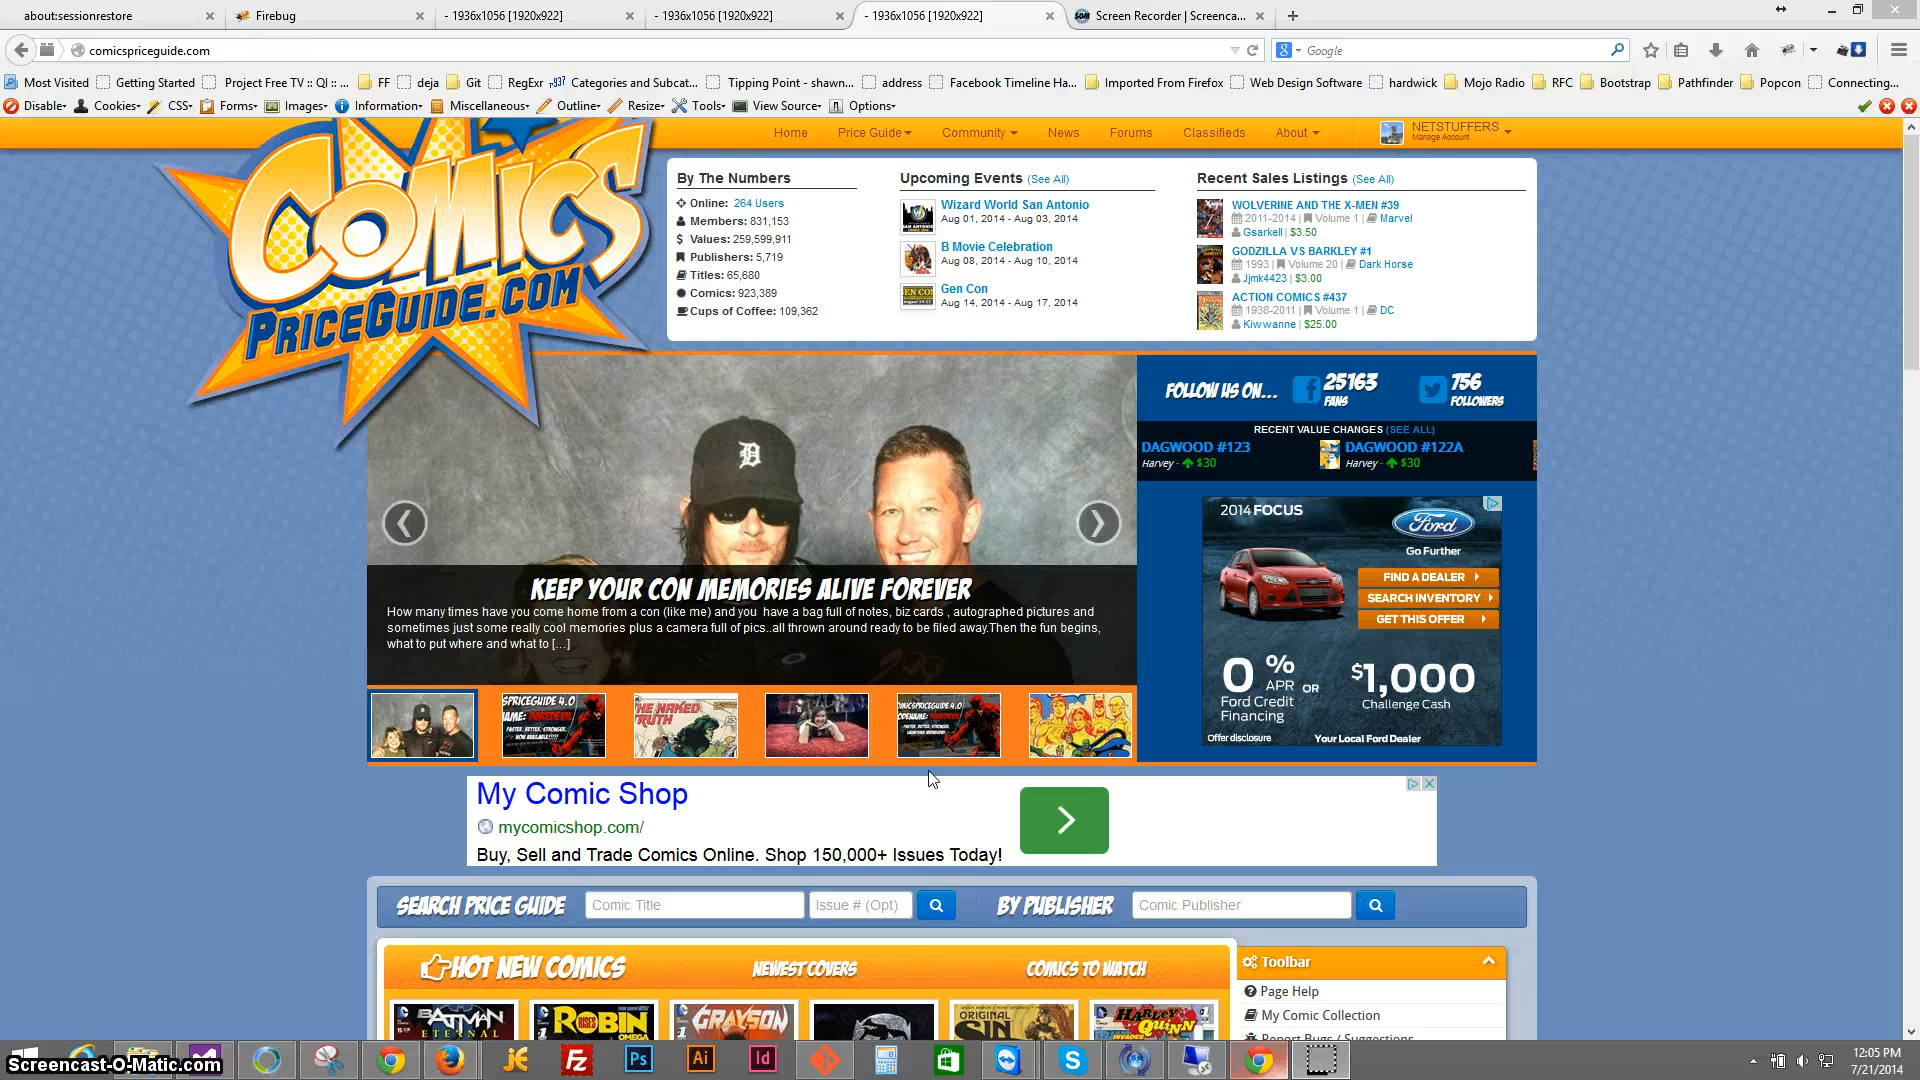 about:sessionrestore
Firebug
- 1936x1056 [1920x922]
- 1936x1056 [1920x922]
- 1936x1056 [1920x922]
Screen Recorder | Screenca...
comicspriceguide.com
Google
Most Visited
Getting Started
Project Free TV :: QI :: ...
FF
deja
Git
RegExr
Categories and Subcat...
Tipping Point - shawn...
address
Facebook Timeline Ha...
Imported From Firefox
Web Design Software
hardwick
Mojo Radio
RFC
Bootstrap
Pathfinder
Popcon
Connecting...
Disable
Cookies
CSS
Forms
Images
Information
Miscellaneous
Outline
Resize
Tools
View Source
Options
COMICS
PRICEGUIDE.COM
Home
Price Guide
Community
News
Forums
Classifieds
About
NETSTUFFERS
Manage Account
By The Numbers
Online: 264 Users
Members: 831,153
Values: 259,599,911
Publishers: 5,719
Titles: 65,680
Comics: 923,389
Cups of Coffee: 109,362
Upcoming Events (See All)
Wizard World San Antonio
Aug 01, 2014 - Aug 03, 2014
B Movie Celebration
Aug 08, 2014 - Aug 10, 2014
Gen Con
Aug 14, 2014 - Aug 17, 2014
Recent Sales Listings (See All)
WOLVERINE AND THE X-MEN #39
2011-2014 | Volume 1 | Marvel
Gsarkell | $3.50
GODZILLA VS BARKLEY #1
1993 | Volume 20 | Dark Horse
Jjmk4423 | $3.00
ACTION COMICS #437
1938-2011 | Volume 1 | DC
Kiwwanne | $25.00
KEEP YOUR CON MEMORIES ALIVE FOREVER
How many times have you come home from a con (like me) and you have a bag full of notes, biz cards , autographed pictures and
sometimes just some really cool memories plus a camera full of pics..all thrown around ready to be filed away.Then the fun begins,
what to put where and what to [...]
FOLLOW US ON...
25163
FANS
756
FOLLOWERS
RECENT VALUE CHANGES (SEE ALL)
DAGWOOD #123
Harvey - $30
DAGWOOD #122A
Harvey - $30
2014 FOCUS
Ford
Go Further
FIND A DEALER
SEARCH INVENTORY
GET THIS OFFER
0% APR OR
Ford Credit
Financing
$1,000
Challenge Cash
Offer disclosure
Your Local Ford Dealer
My Comic Shop
mycomicshop.com/
Buy, Sell and Trade Comics Online. Shop 150,000+ Issues Today!
SEARCH PRICE GUIDE
Comic Title
Issue # (Opt)
BY PUBLISHER
Comic Publisher
HOT NEW COMICS
NEWEST COVERS
COMICS TO WATCH
BATMAN
ETERNAL
ROBIN
RISES
OMEGA
GRAYSON
ORIGINAL
SIN
HARLEY
QUINN
Toolbar
Page Help
My Comic Collection
Report Bugs / Suggestions
Screencast-O-Matic.com
12:05 PM
7/21/2014